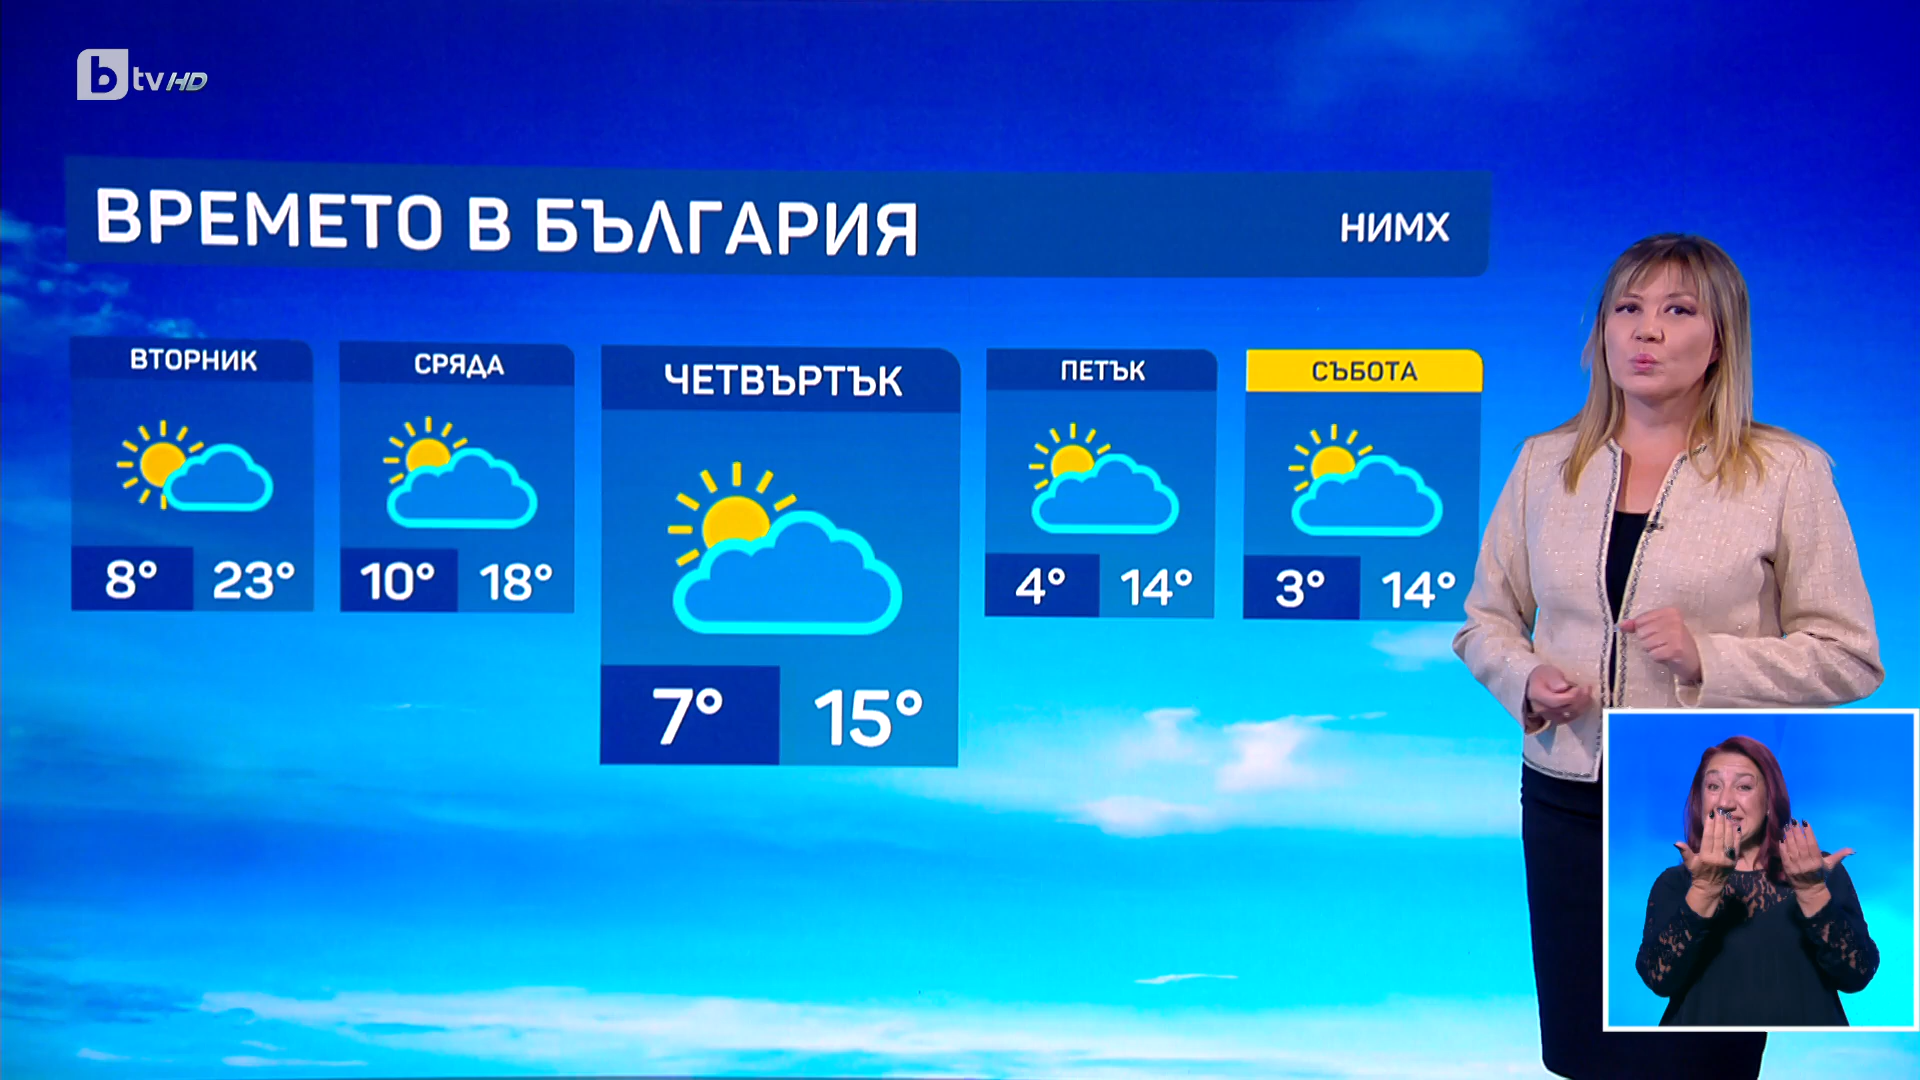 btv HD
ВРЕМЕТО В БЪЛГАРИЯ
НИМХ
ВТОРНИК
8° 23°
СРЯДА
10° 18°
ЧЕТВЪРТЪК
7° 15°
ПЕТЪК
4° 14°
СЪБОТА
3° 14°